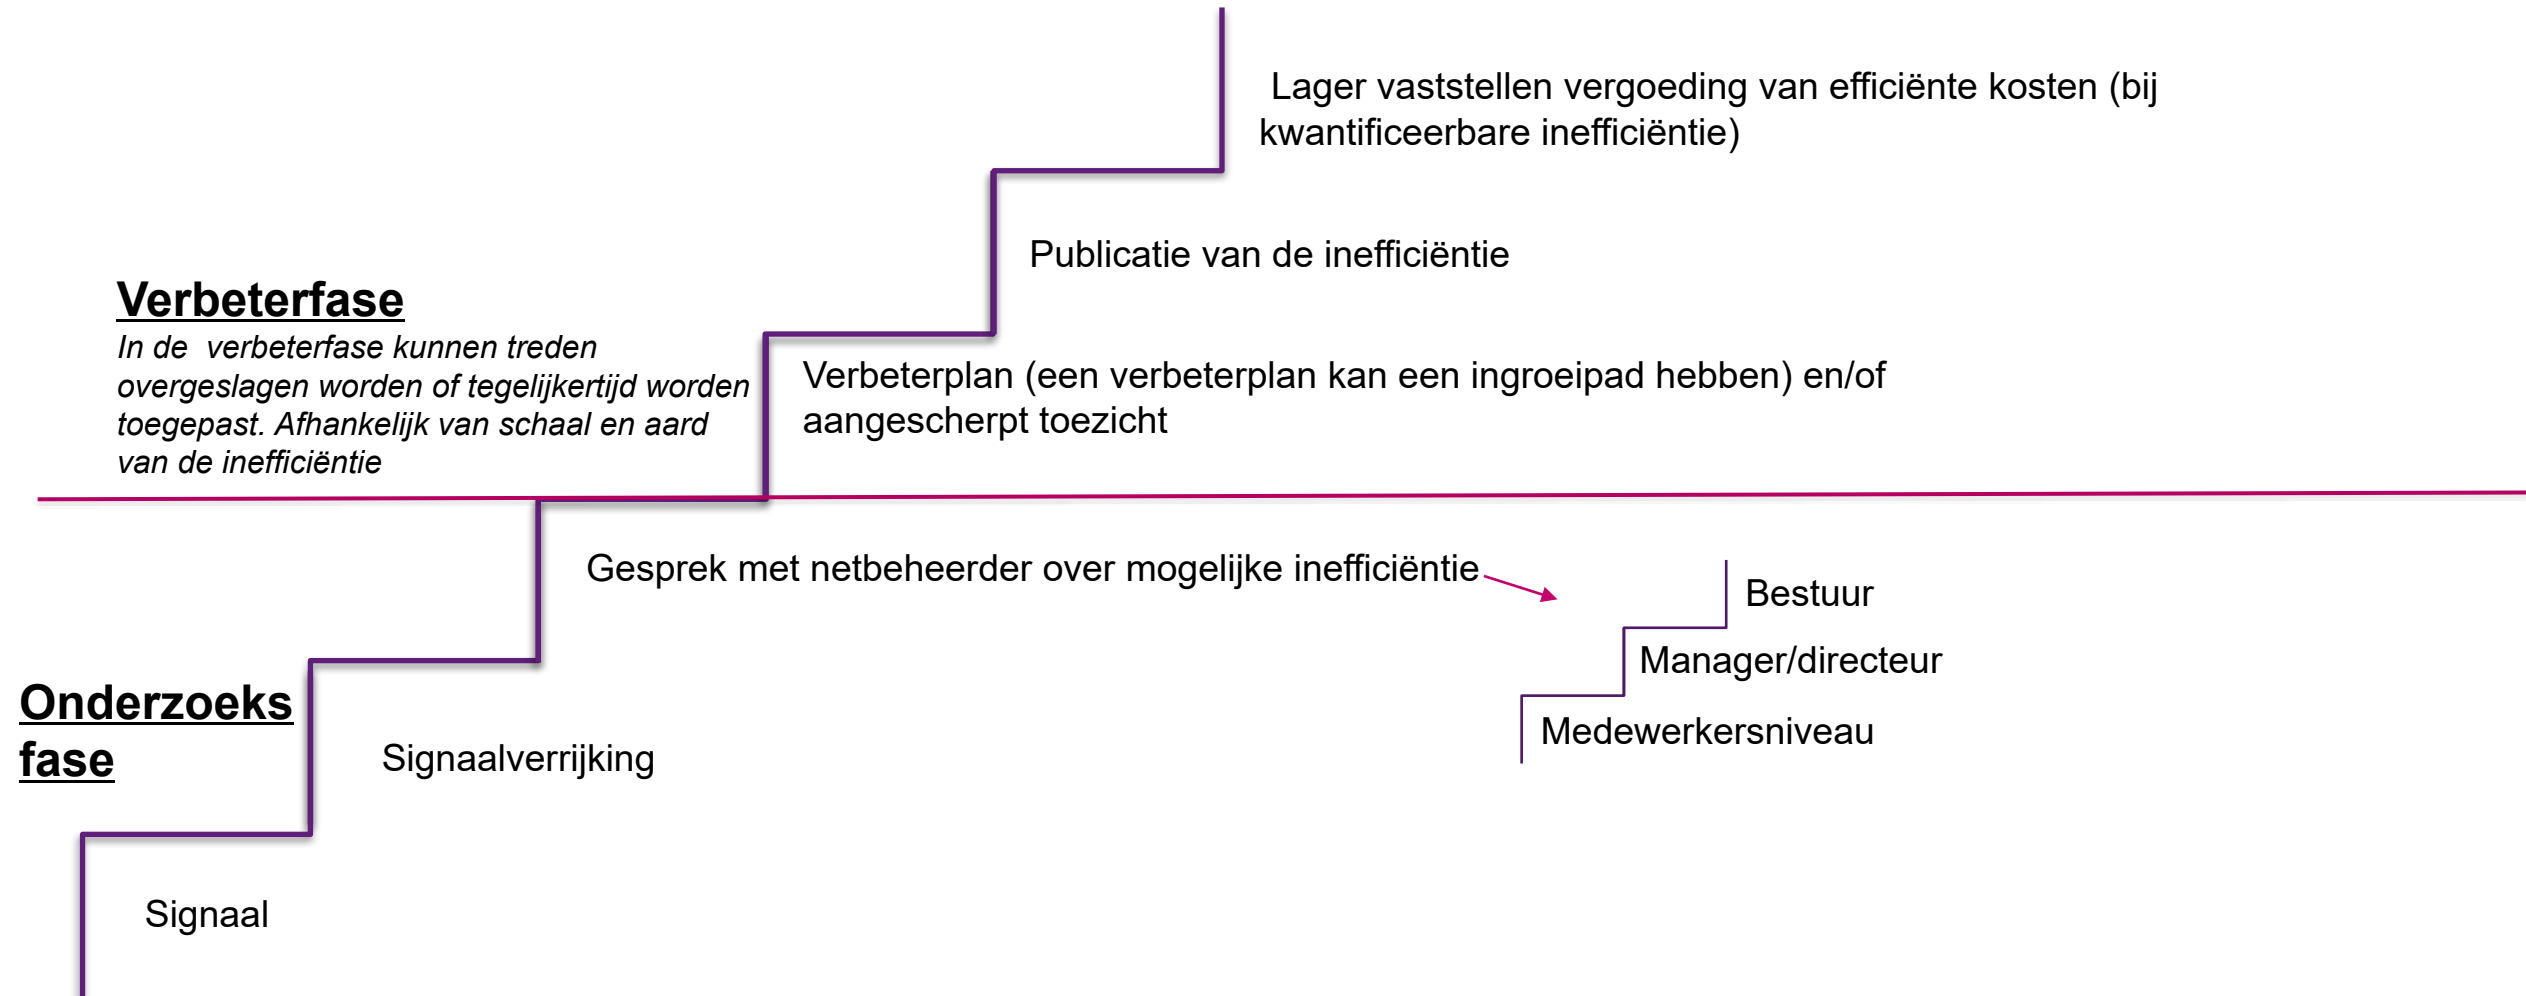 Lager vaststellen vergoeding van efficiënte kosten (bij
kwantificeerbare inefficiëntie)
Publicatie van de inefficiëntie
Verbeterfase
In de verbeterfase kunnen treden
overgeslagen worden of tegelijkertijd worden
toegepast. Afhankelijk van schaal en aard
van de inefficiëntie
Verbeterplan (een verbeterplan kan een ingroeipad hebben) en/of
aangescherpt toezicht
Gesprek met netbeheerder over mogelijke inefficiëntie
Bestuur
Manager/directeur
Medewerkersniveau
Onderzoeks
fase
Signaalverrijking
Signaal